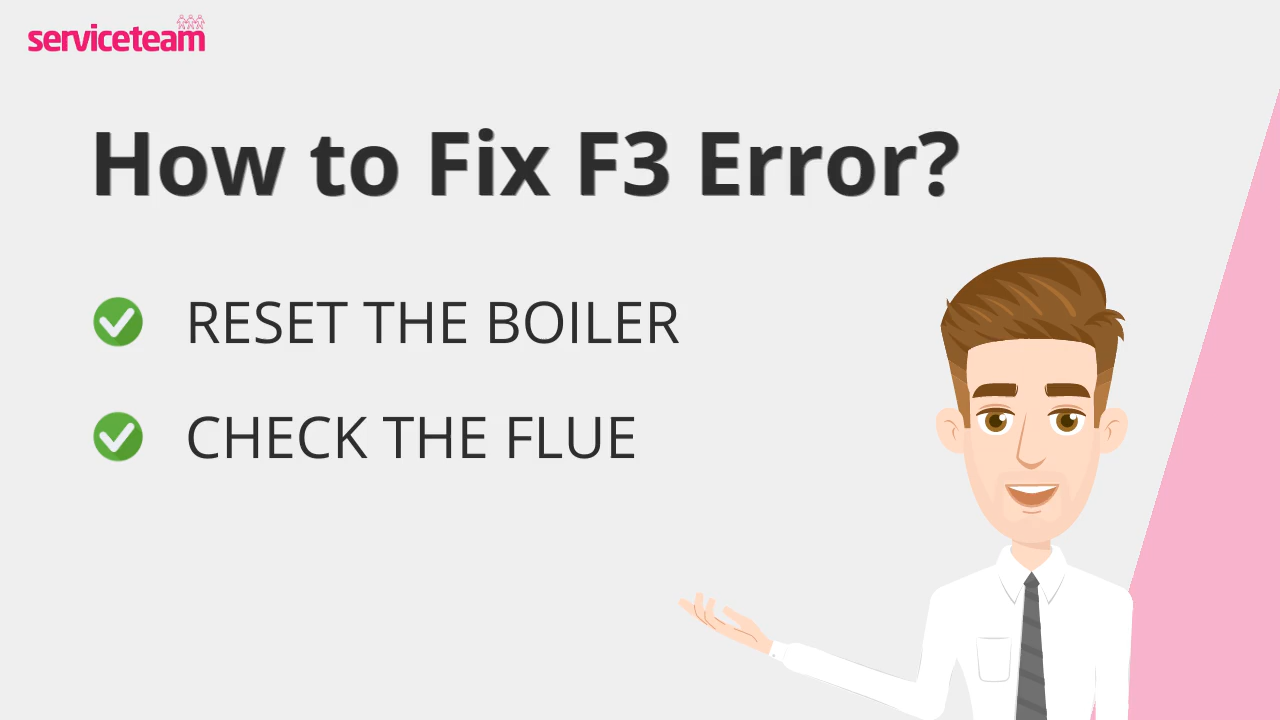 serviceteam
How to Fix F3 Error?
RESET THE BOILER
CHECK THE FLUE